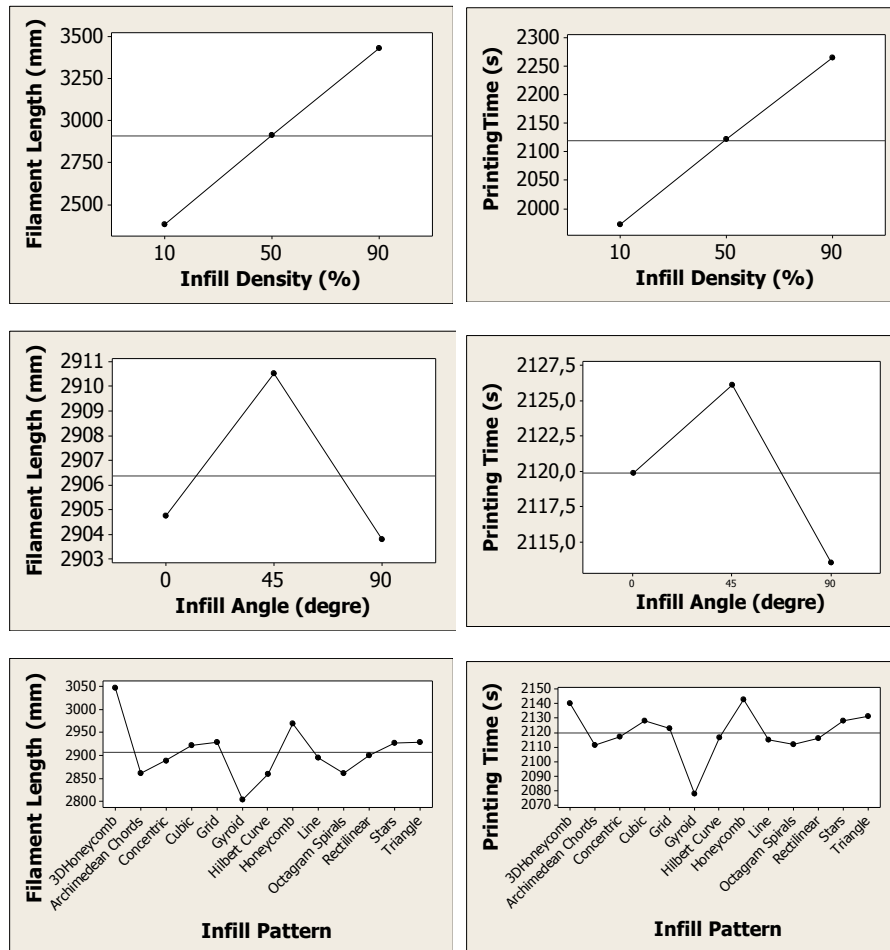 Filament Length (mm)
3500
3250
3000
2750
2500
10 50 90
Infill Density (%)
PrintingTime (s)
2300
2250
2200
2150
2100
2050
2000
10 50 90
Infill Density (%)
Filament Length (mm)
2911
2910
2909
2908
2907
2906
2905
2904
2903
0 45 90
Infill Angle (degre)
Printing Time (s)
2127,5
2125,0
2122,5
2120,0
2117,5
2115,0
0 45 90
Infill Angle (degre)
Filament Length (mm)
3050
3000
2950
2900
2850
2800
3DHoneycomb
Archimedean Chords
Concentric
Cubic
Grid
Gyroid
Hilbert Curve
Honeycomb
Line
Octagram Spirals
Rectilinear
Stars
Triangle
Infill Pattern
Printing Time (s)
2150
2140
2130
2120
2110
2100
2090
2080
2070
3DHoneycomb
Archimedean Chords
Concentric
Cubic
Grid
Gyroid
Hilbert Curve
Honeycomb
Line
Octagram Spirals
Rectilinear
Stars
Triangle
Infill Pattern